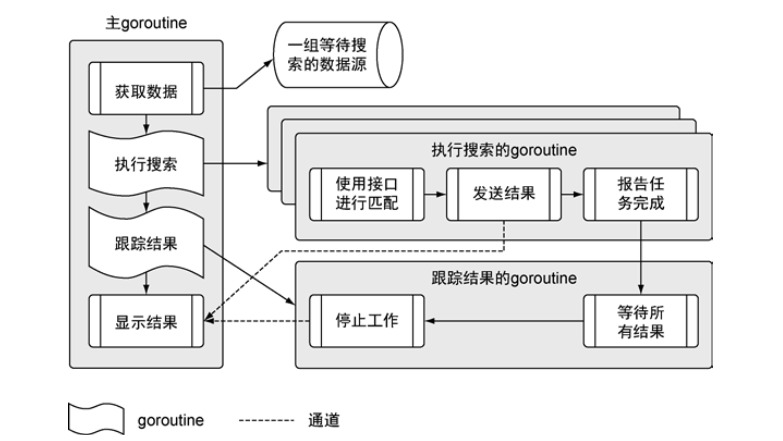 主goroutine
一组等待搜
索的数据源
获取数据
执行搜索
跟踪结果
显示结果
执行搜索的goroutine
使用接口
进行匹配
发送结果
报告任
务完成
跟踪结果的goroutine
停止工作
等待所
有结果
goroutine
通道